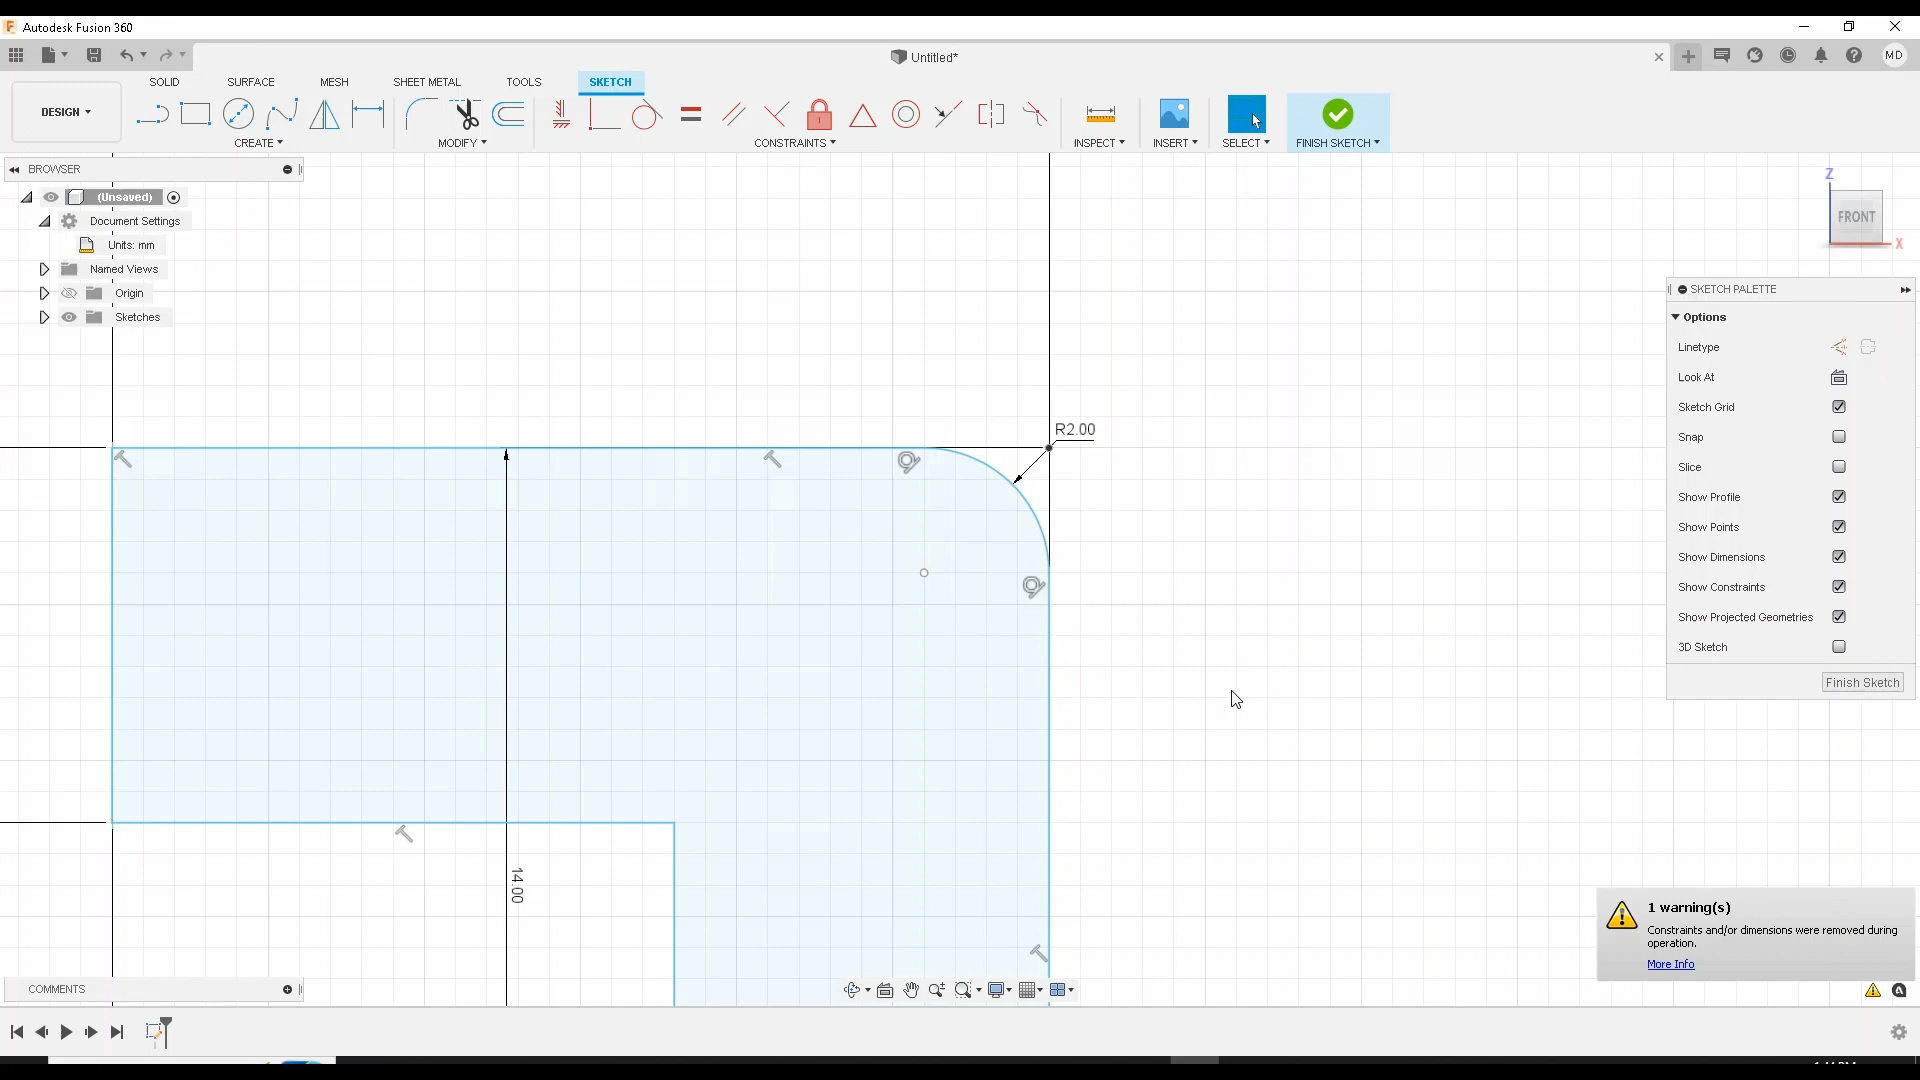 Autodesk Fusion 360
Untitled*
MD
DESIGN
SOLID
SURFACE
MESH
SHEET METAL
TOOLS
SKETCH
CREATE
MODIFY
CONSTRAINTS
INSPECT
INSERT
SELECT
FINISH SKETCH
BROWSER
(Unsaved)
Document Settings
Units: mm
Named Views
Origin
Sketches
Z
FRONT
X
SKETCH PALETTE
Options
Linetype
Look At
Sketch Grid
Snap
Slice
Show Profile
Show Points
Show Dimensions
Show Constraints
Show Projected Geometries
3D Sketch
Finish Sketch
R2.00
14.00
1 warning(s)
Constraints and/or dimensions were removed during
operation.
More Info
COMMENTS